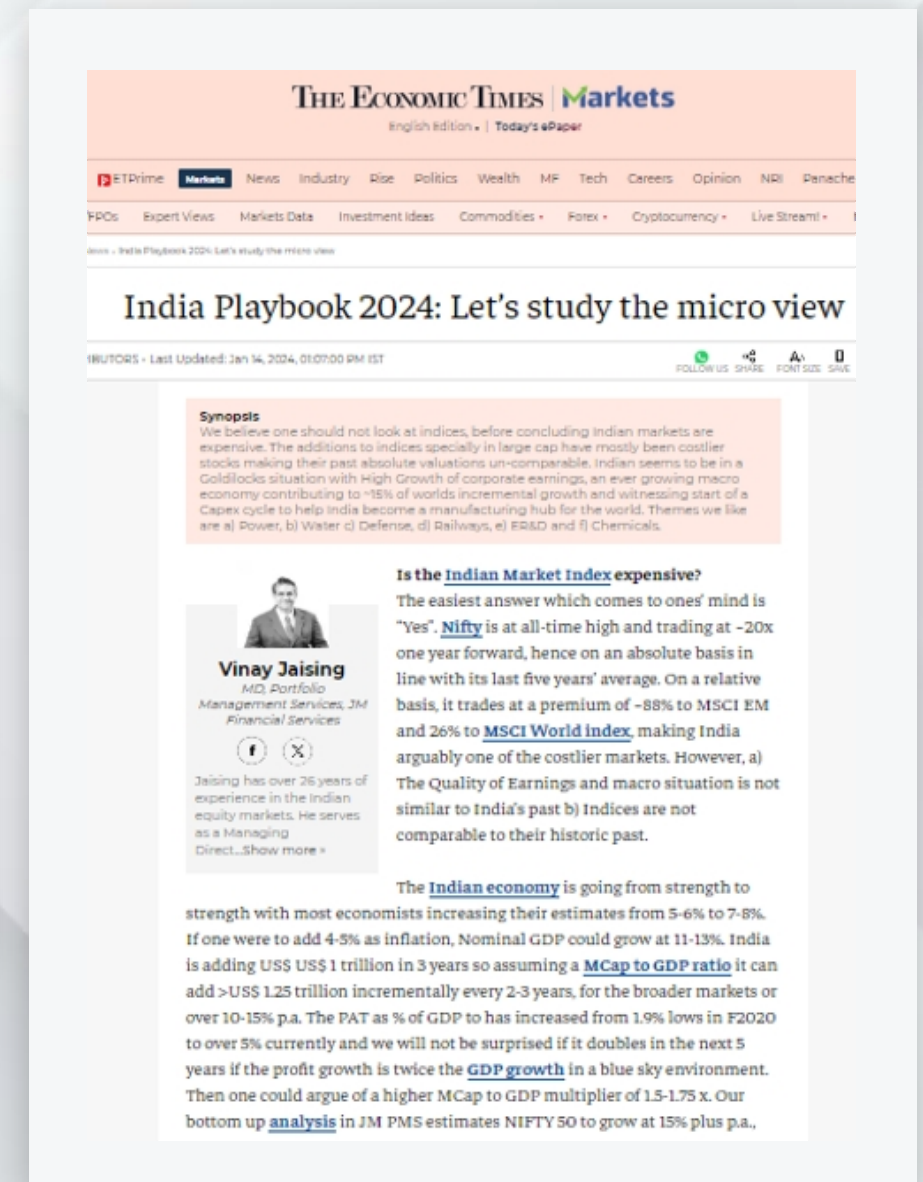 THE ECONOMIC TIMES | Markets
English Edition | Today's ePaper
ETPrime Markets News Industry Rise Politics Wealth MF Tech Careers Opinion NRI Panache
FPOs Expert Views Markets Data Investment Ideas Commodities Forex Cryptocurrency Live Stream!
India Playbook 2024: Let's study the micro view
India Playbook 2024: Let's study the micro view
IBUTORS • Last Updated: Jan 14, 2024, 01:07:00 PM IST
FOLLOW US SHARE FONT SIZE SAVE
Synopsis
We believe one should not look at indices, before concluding Indian markets are
expensive. The additions to indices specially in large cap have mostly been costlier
stocks making their past absolute valuations un-comparable. Indian seems to be in a
Goldilocks situation with High Growth of corporate earnings, an ever growing macro
economy contributing to ~15% of worlds incremental growth and witnessing start of a
Capex cycle to help India become a manufacturing hub for the world. Themes we like
are a) Power, b) Water c) Defense, d) Railways, e) ER&D and f) Chemicals.
Vinay Jaising
MD, Portfolio
Management Services, JM
Financial Services
Jaising has over 26 years of
experience in the Indian
equity markets. He serves
as a Managing
Direct...Show more »
Is the Indian Market Index expensive?
The easiest answer which comes to ones' mind is
"Yes". Nifty is at all-time high and trading at ~20x
one year forward, hence on an absolute basis in
line with its last five years' average. On a relative
basis, it trades at a premium of ~88% to MSCI EM
and 26% to MSCI World index, making India
arguably one of the costlier markets. However, a)
The Quality of Earnings and macro situation is not
similar to India's past b) Indices are not
comparable to their historic past.
The Indian economy is going from strength to
strength with most economists increasing their estimates from 5-6% to 7-8%.
If one were to add 4-5% as inflation, Nominal GDP could grow at 11-13%. India
is adding US$ US$ 1 trillion in 3 years so assuming a MCap to GDP ratio it can
add >US$ 1.25 trillion incrementally every 2-3 years, for the broader markets or
over 10-15% p.a. The PAT as % of GDP to has increased from 1.9% lows in F2020
to over 5% currently and we will not be surprised if it doubles in the next 5
years if the profit growth is twice the GDP growth in a blue sky environment.
Then one could argue of a higher MCap to GDP multiplier of 1.5-1.75 x. Our
bottom up analysis in JM PMS estimates NIFTY 50 to grow at 15% plus p.a.,